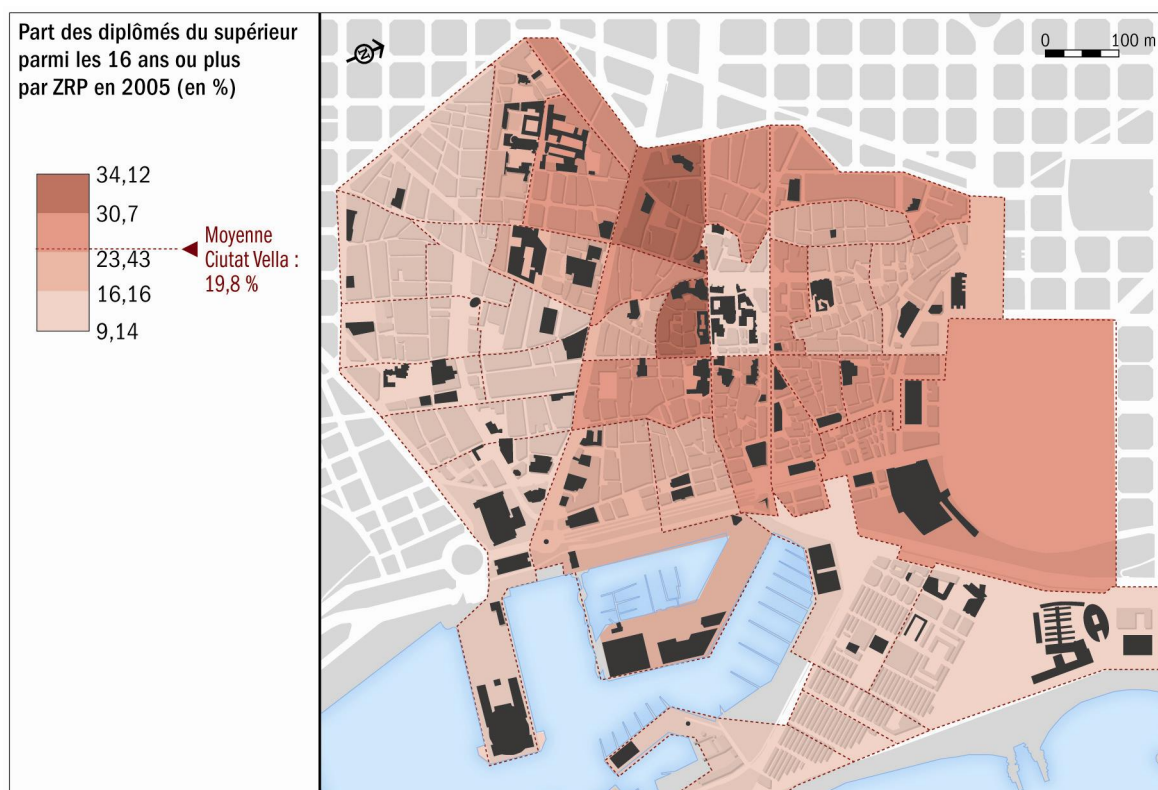 Part des diplômés du supérieur
parmi les 16 ans ou plus
par ZRP en 2005 (en %)
34,12
30,7
23,43
16,16
9,14
Moyenne
Ciutat Vella :
19,8 %
N
0 100 m